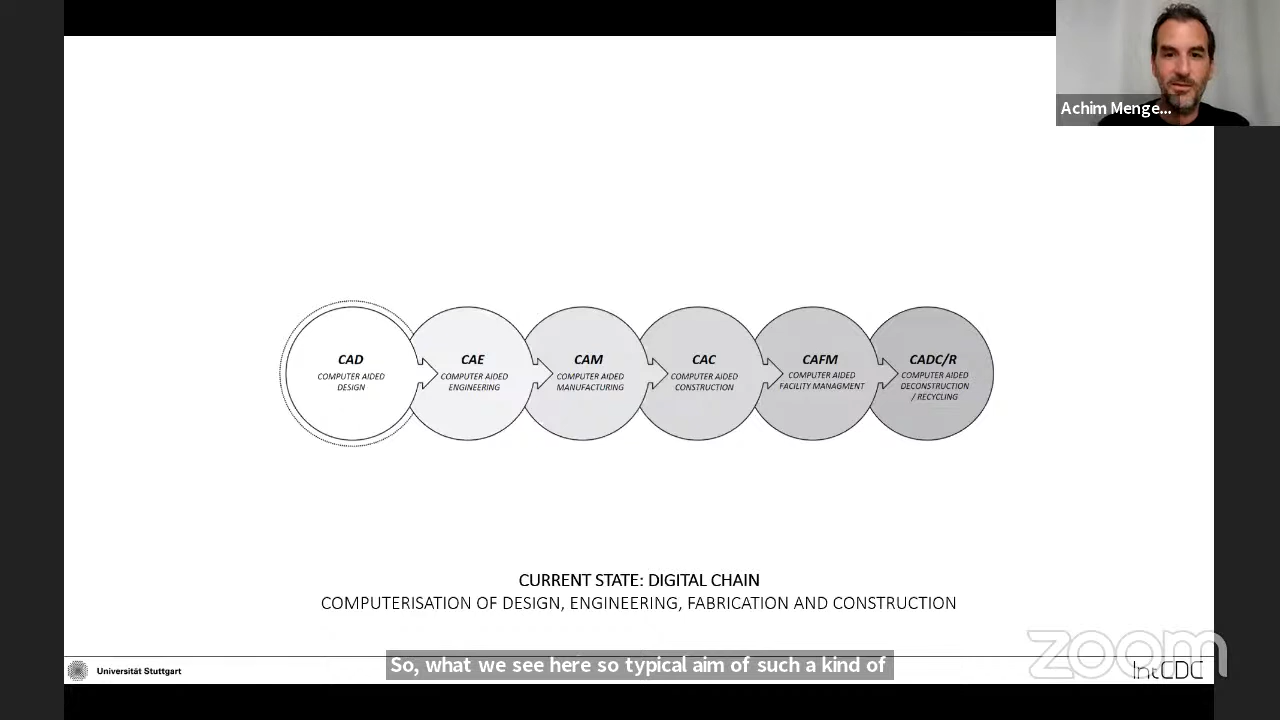 Achim Menge...
CAD
COMPUTER AIDED
DESIGN
CAE
COMPUTER AIDED
ENGINEERING
CAM
COMPUTER AIDED
MANUFACTURING
CAC
COMPUTER AIDED
CONSTRUCTION
CAFM
COMPUTER AIDED
FACILITY MANAGMENT
CADC/R
COMPUTER AIDED
DECONSTRUCTION
/ RECYCLING
CURRENT STATE: DIGITAL CHAIN
COMPUTERISATION OF DESIGN, ENGINEERING, FABRICATION AND CONSTRUCTION
So, what we see here so typical aim of such a kind of
Universität Stuttgart
zoom
IntCDC